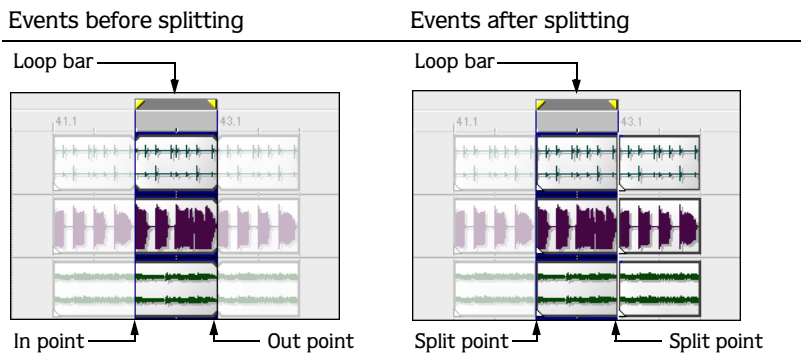 Events before splitting
Events after splitting
Loop bar
Loop bar
41.1
43.1
41.1
43.1
In point
Out point
Split point
Split point